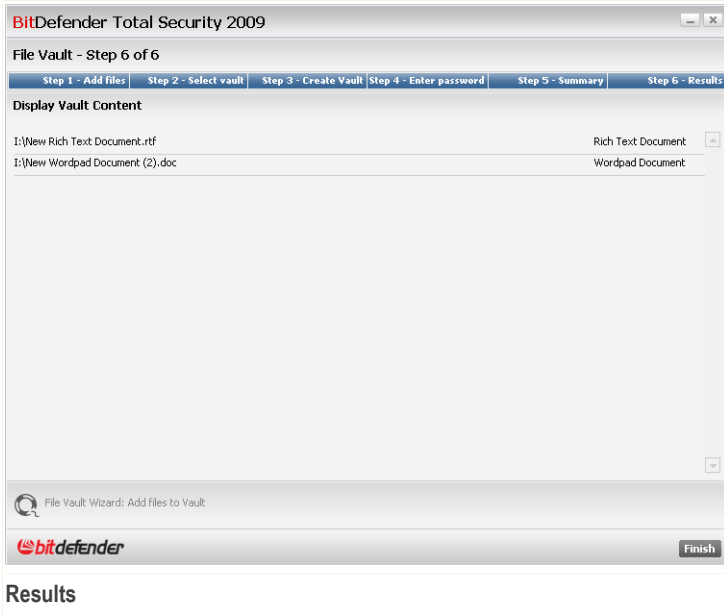 BitDefender Total Security 2009
File Vault - Step 6 of 6
Step 1 - Add files Step 2 - Select vault Step 3 - Create Vault Step 4 - Enter password Step 5 - Summary Step 6 - Results
Display Vault Content
I:\New Rich Text Document.rtf Rich Text Document
I:\New Wordpad Document (2).doc Wordpad Document
File Vault Wizard: Add files to Vault
bitdefender Finish
Results